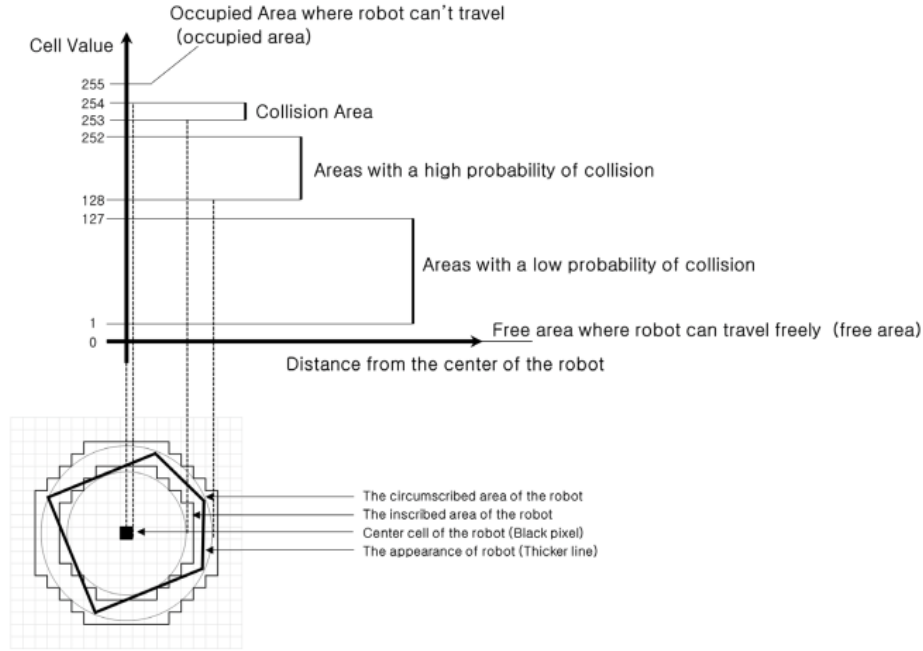 Occupied Area where robot can't travel
(occupied area)
Cell Value
255
254
Collision Area
253
252
Areas with a high probability of collision
128
127
Areas with a low probability of collision
1
Free area where robot can travel freely (free area)
0
Distance from the center of the robot
The circumscribed area of the robot
The inscribed area of the robot
Center cell of the robot (Black pixel)
The appearance of robot (Thicker line)